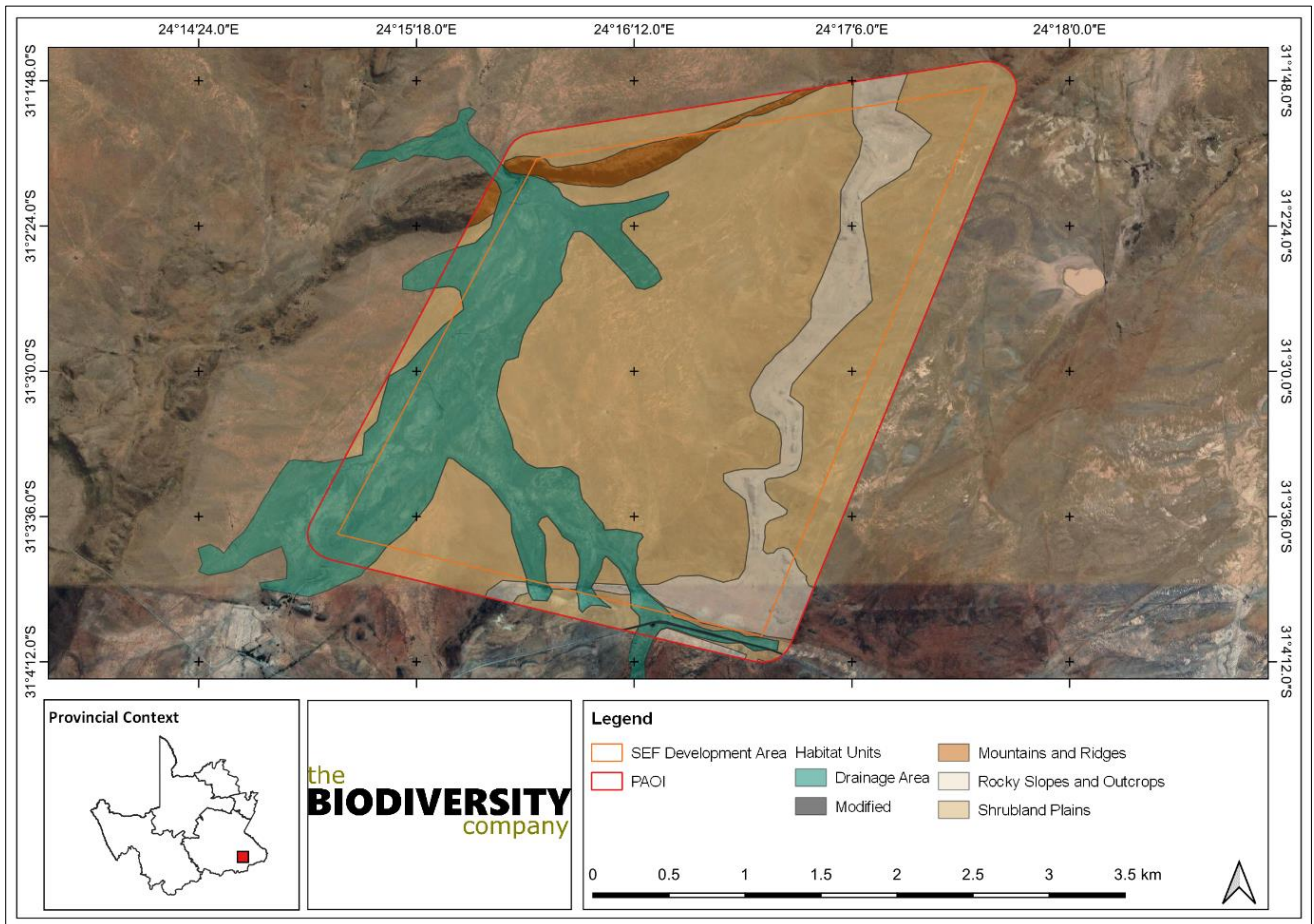 24°14'24.0"E 24°15'18.0"E 24°16'12.0"E 24°17'6.0"E 24°18'0.0"E
31°1'48.0"S 31°1'48.0"S
31°2'24.0"S 31°2'24.0"S
31°3'0.0"S 31°3'0.0"S
31°3'36.0"S 31°3'36.0"S
31°4'12.0"S 31°4'12.0"S
Provincial Context
the
BIODIVERSITY
company
Legend
SEF Development Area
PAOI
Habitat Units
Drainage Area
Modified
Mountains and Ridges
Rocky Slopes and Outcrops
Shrubland Plains
0 0.5 1 1.5 2 2.5 3 3.5 km